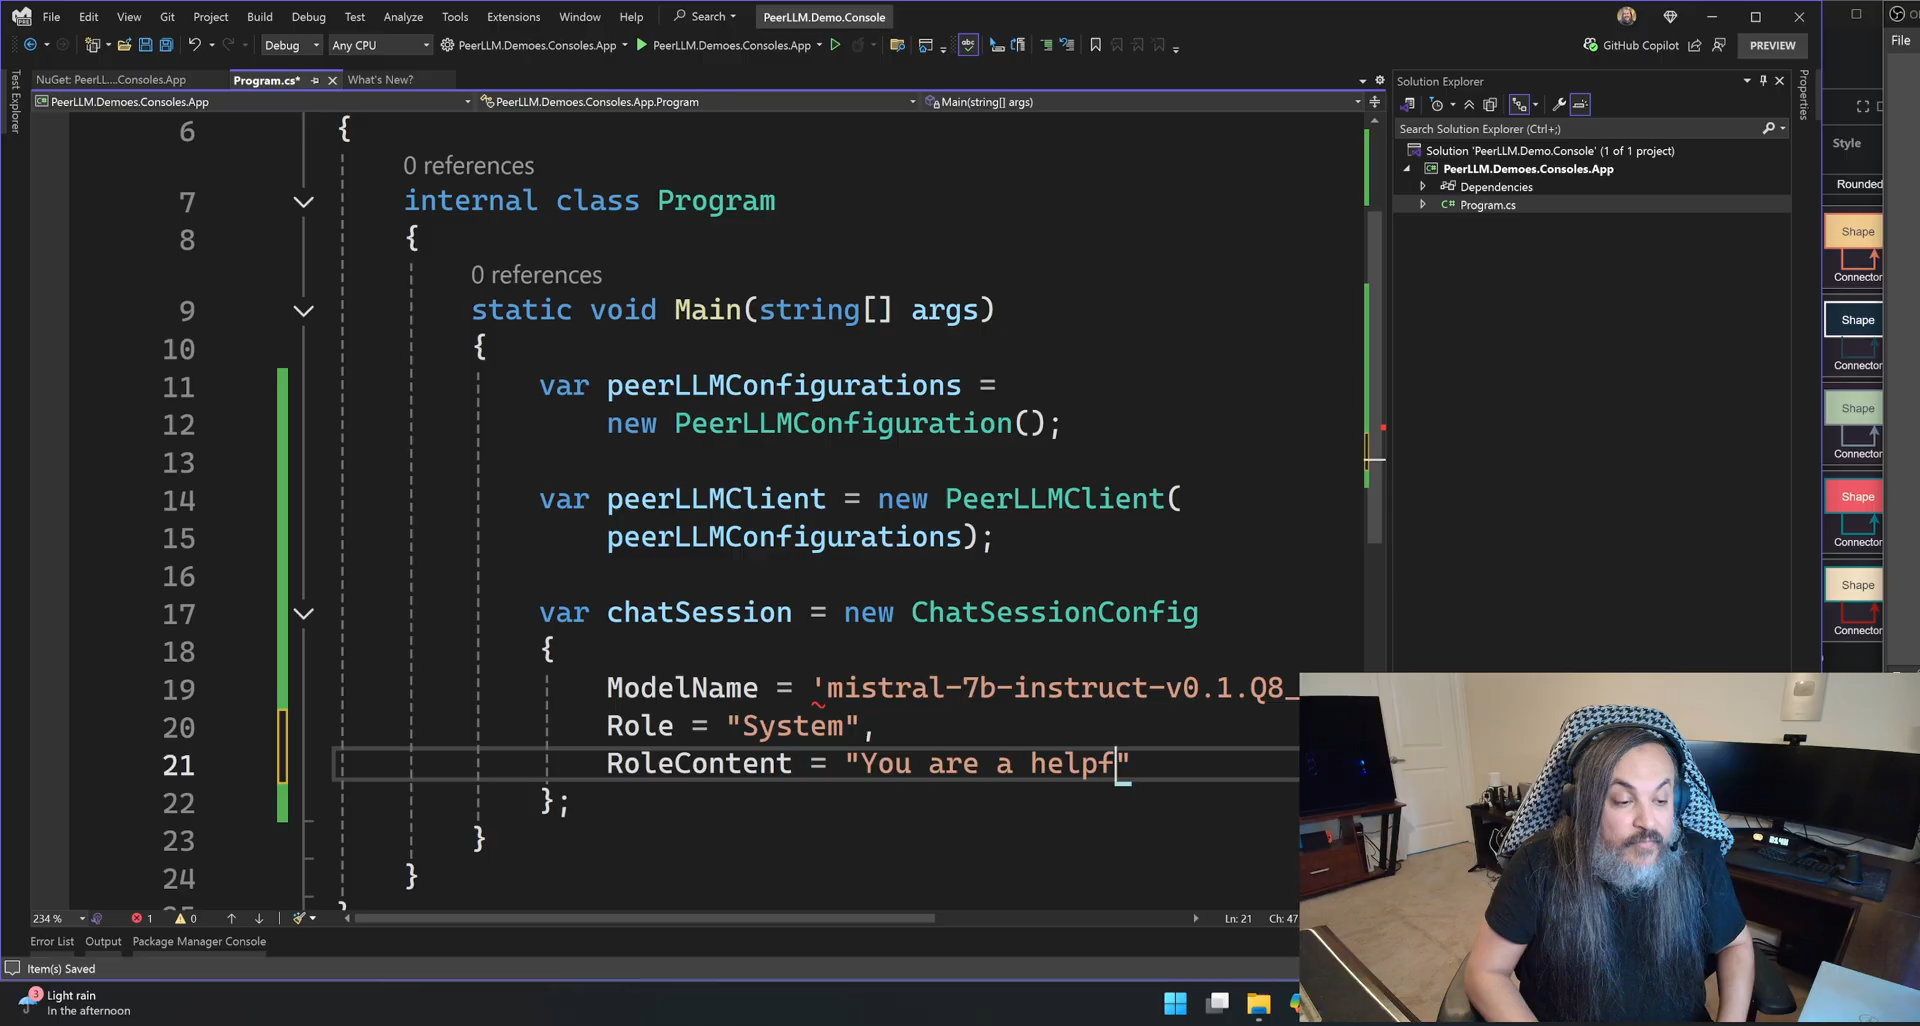 File Edit View Git Project Build Debug Test Analyze Tools Extensions Window Help Search PeerLLM.Demo.Console
Debug Any CPU PeerLLM.Demoes.Consoles.App PeerLLM.Demoes.Consoles.App GitHub Copilot PREVIEW
File
Test Explorer
NuGet: PeerLL....Consoles.App Program.cs* What's New?
PeerLLM.Demoes.Consoles.App PeerLLM.Demoes.Consoles.App.Program Main(string[] args)
6 {
0 references
7 internal class Program
8 {
0 references
9 static void Main(string[] args)
10 {
11 var peerLLMConfigurations =
12 new PeerLLMConfiguration();
13
14 var peerLLMClient = new PeerLLMClient(
15 peerLLMConfigurations);
16
17 var chatSession = new ChatSessionConfig
18 {
19 ModelName = 'mistral-7b-instruct-v0.1.Q8_
20 Role = "System",
21 RoleContent = "You are a helpf"
22 };
23 }
24 }
234 % 1 0 Ln: 21 Ch: 47
Error List Output Package Manager Console
Item(s) Saved
Solution Explorer
Search Solution Explorer (Ctrl+;)
Solution 'PeerLLM.Demo.Console' (1 of 1 project)
PeerLLM.Demoes.Consoles.App
Dependencies
C# Program.cs
Properties
Style
Rounded
Shape
Connector
Shape
Connector
Shape
Connector
Shape
Connector
Shape
Connector
3 Light rain
In the afternoon